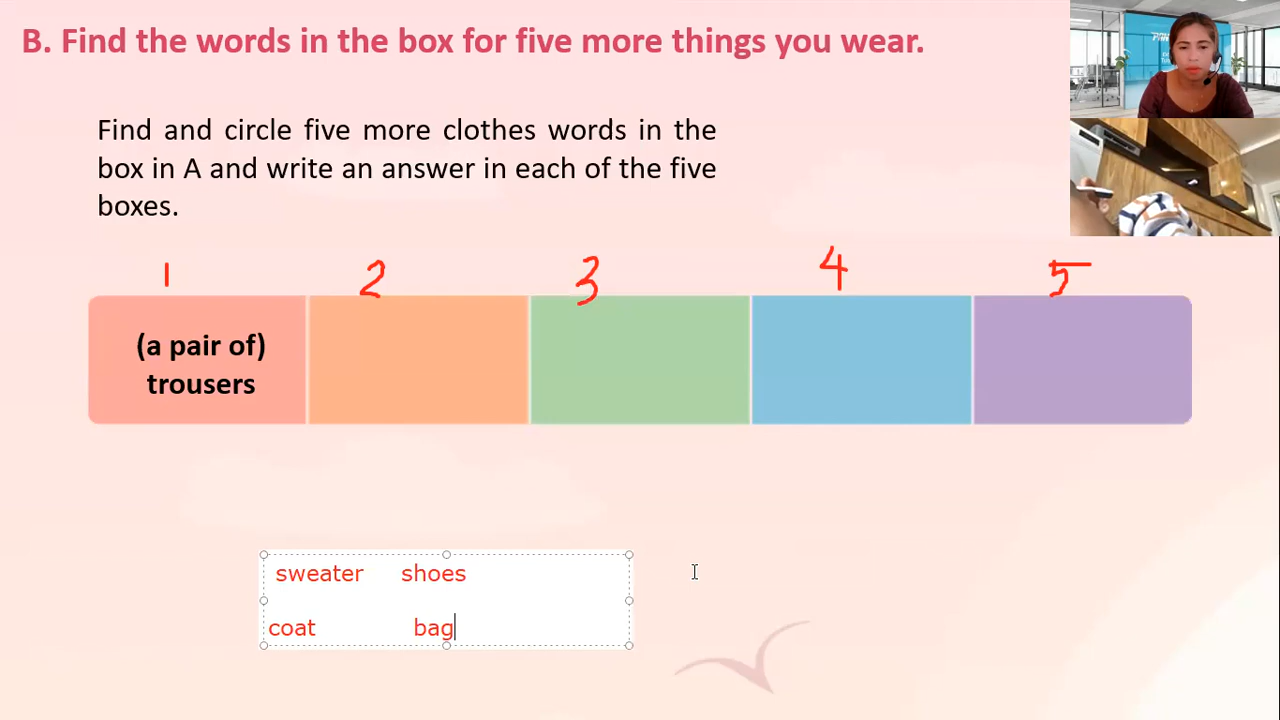 B. Find the words in the box for five more things you wear.
Find and circle five more clothes words in the
box in A and write an answer in each of the five
boxes.
1 2 3 4 5
(a pair of)
trousers
sweater shoes
coat bag